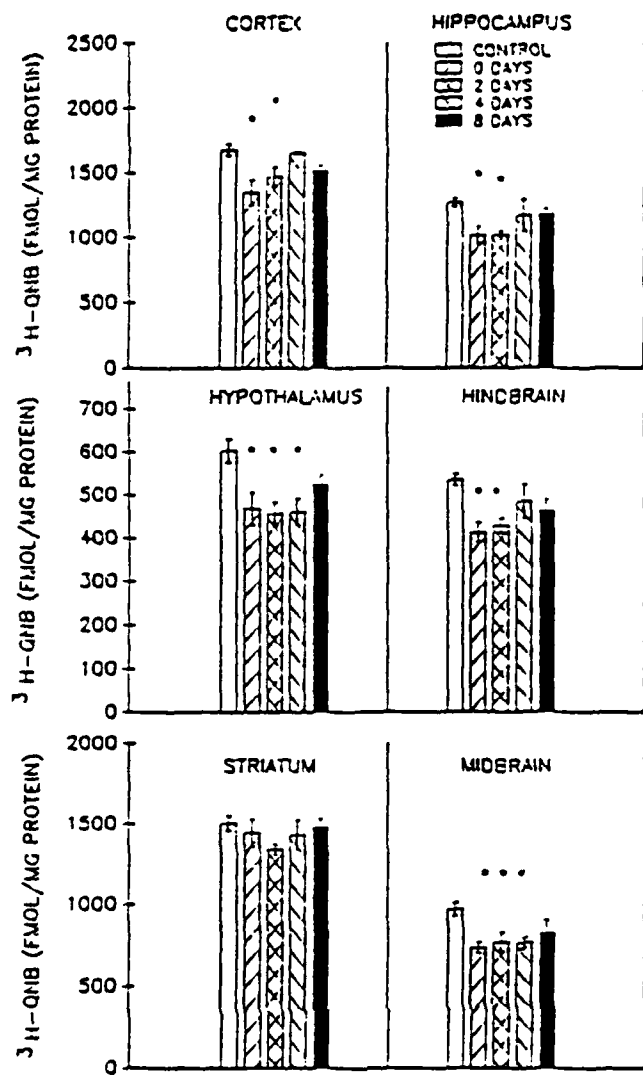 CORTEX
HIPPOCAMPUS
CONTROL
0 DAYS
2 DAYS
4 DAYS
8 DAYS
2500
2000
1500
1000
500
0
³H-QNB (FMOL/MG PROTEIN)
HYPOTHALAMUS
HINDBRAIN
700
600
500
400
300
200
100
0
³H-QNB (FMOL/MG PROTEIN)
STRIATUM
MIDBRAIN
2000
1500
1000
500
0
³H-QNB (FMOL/MG PROTEIN)